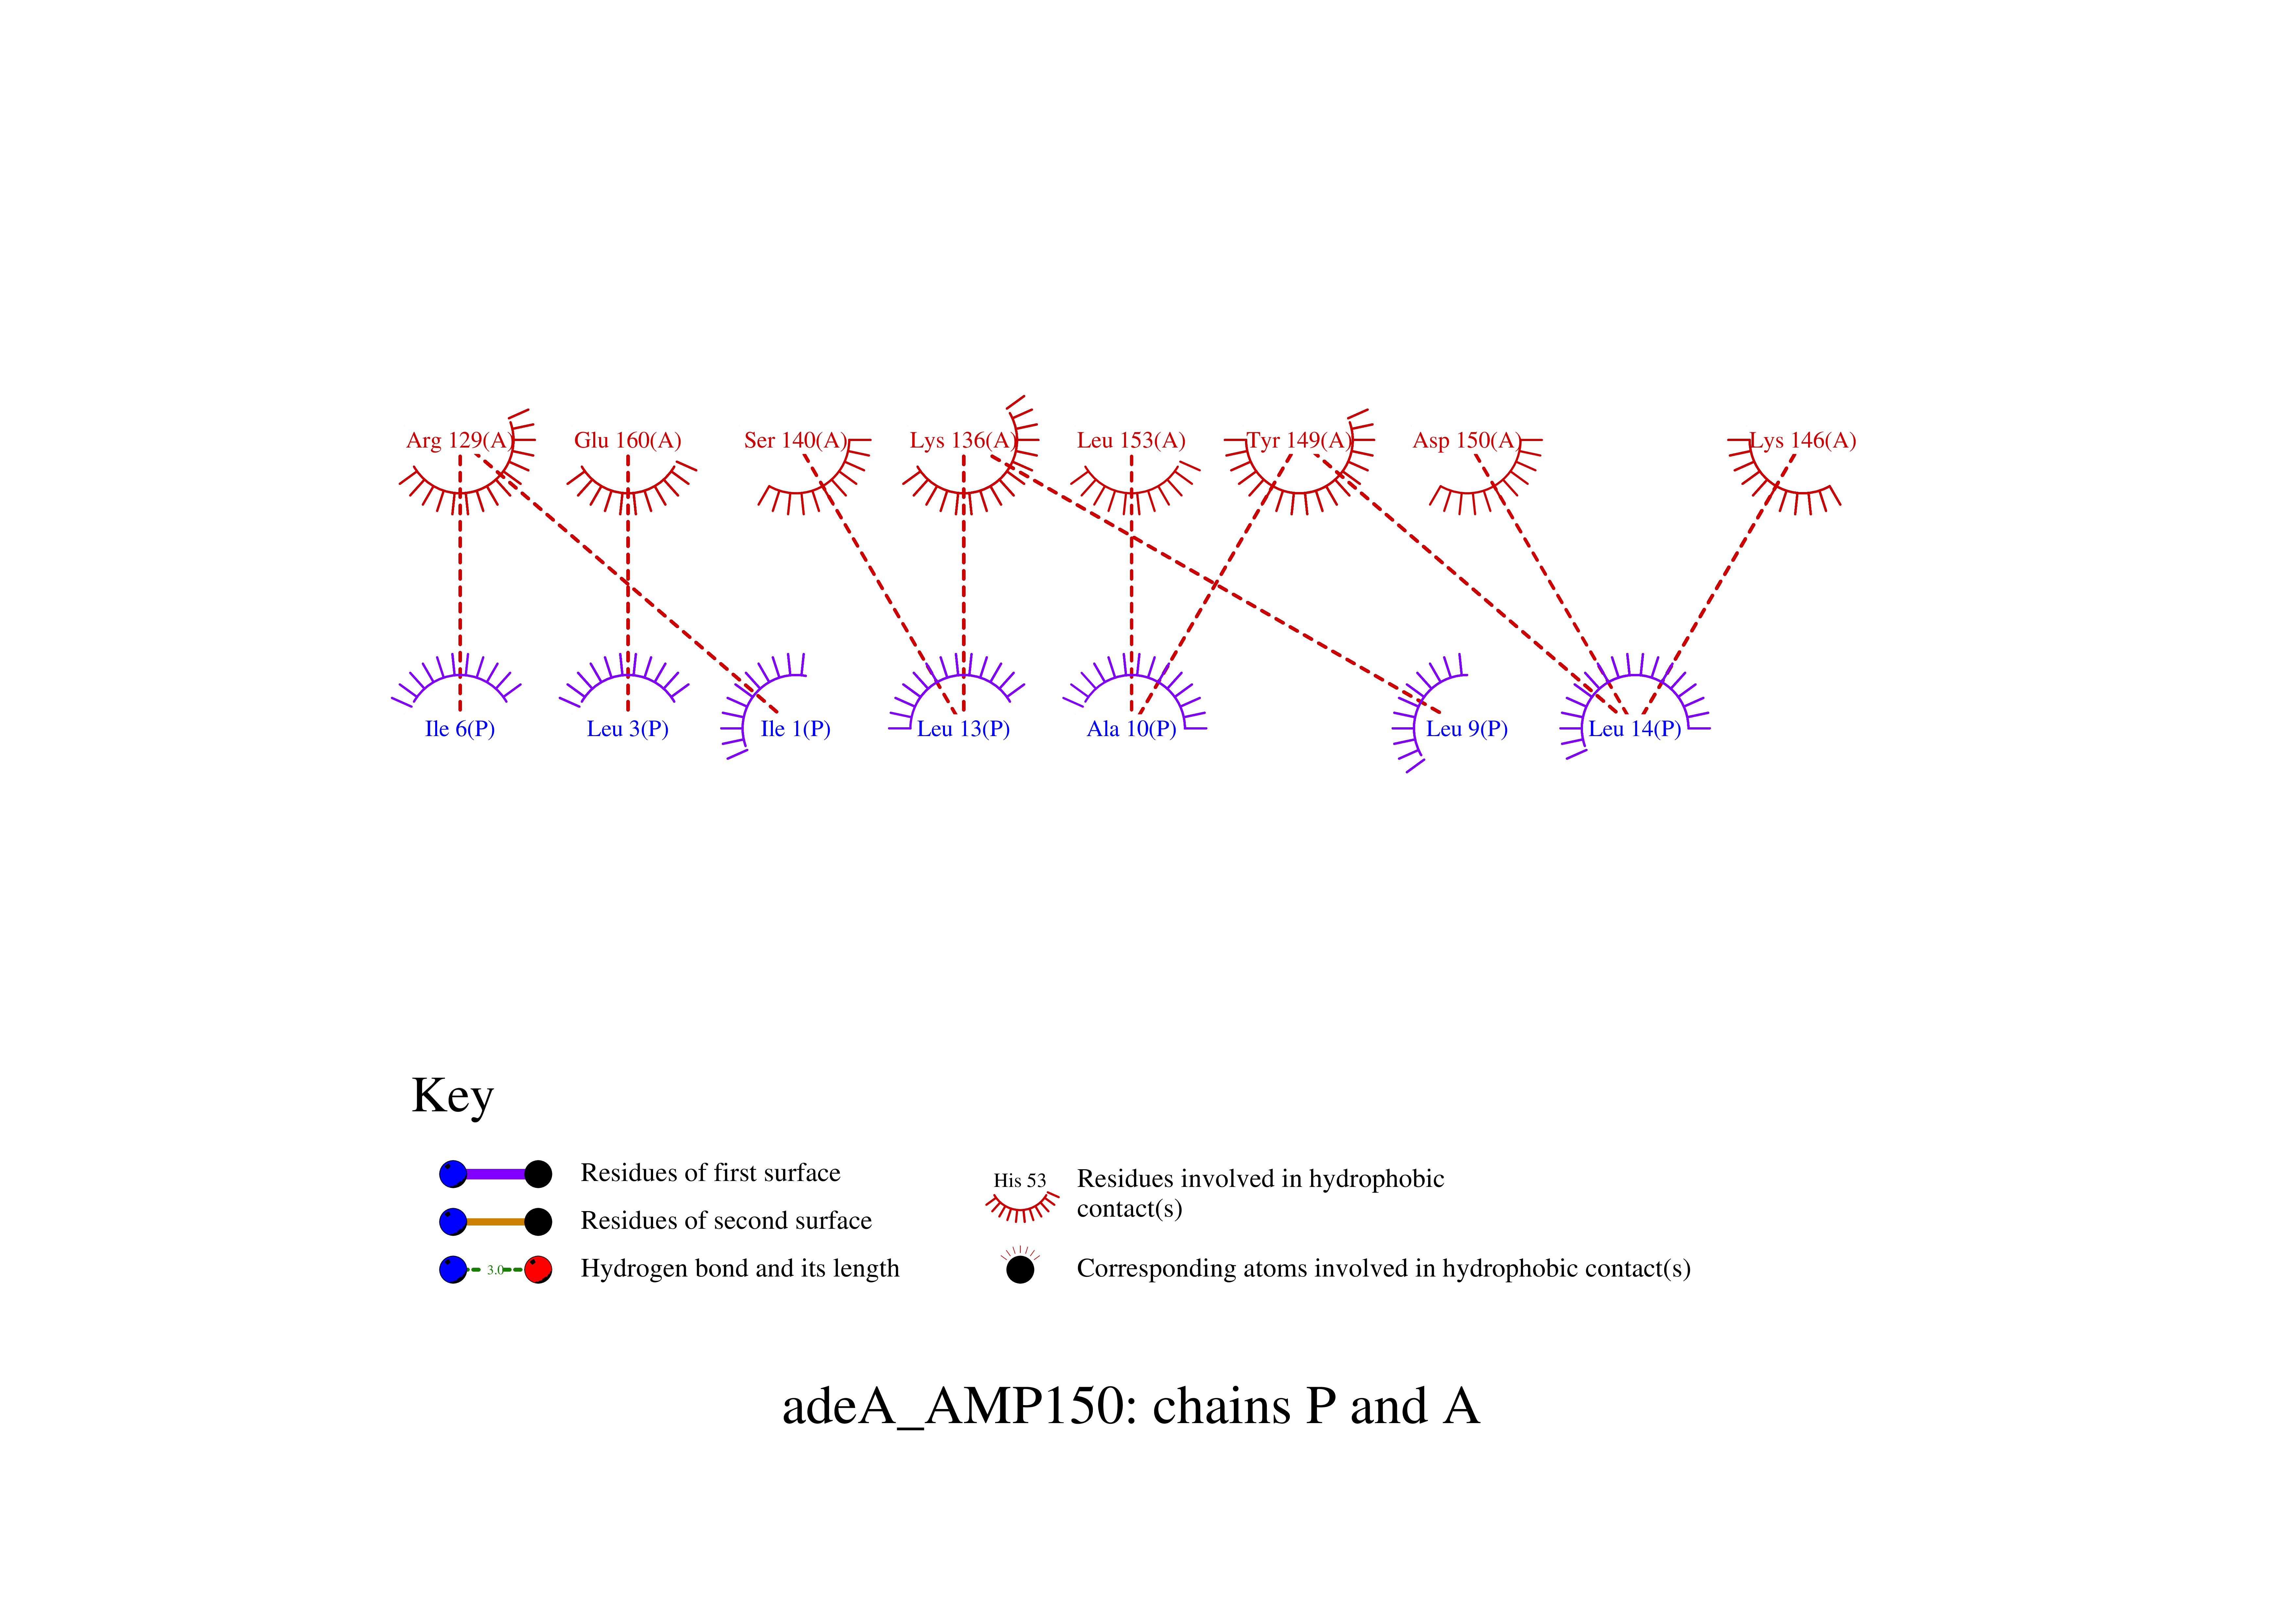 Arg 129(A) Glu 160(A) Ser 140(A) Lys 136(A) Leu 153(A) Tyr 149(A) Asp 150(A) Lys 146(A)
Ile 6(P) Leu 3(P) Ile 1(P) Leu 13(P) Ala 10(P) Leu 9(P) Leu 14(P)
Key
Residues of first surface
Residues of second surface
3.0 Hydrogen bond and its length
His 53 Residues involved in hydrophobic
contact(s)
Corresponding atoms involved in hydrophobic contact(s)
adeA_AMP150: chains P and A